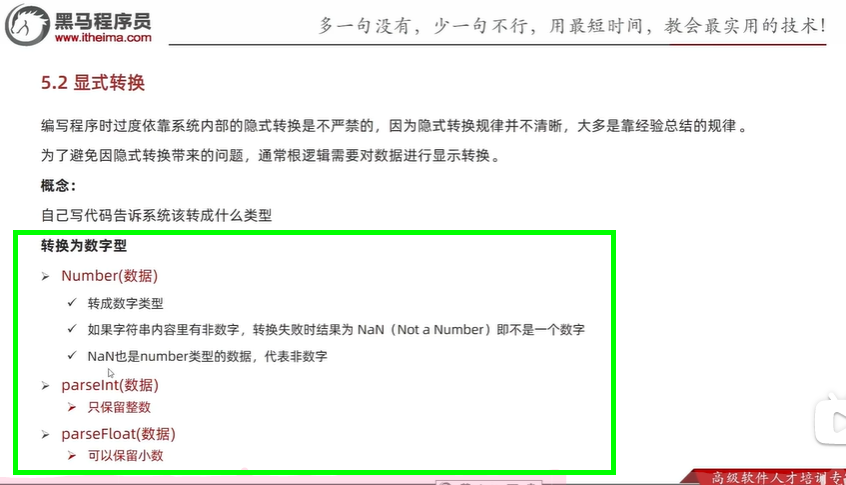 黑马程序员
www.itheima.com
多一句没有，少一句不行，用最短时间，教会最实用的技术！
5.2 显式转换
编写程序时过度依靠系统内部的隐式转换是不严禁的，因为隐式转换规律并不清晰，大多是靠经验总结的规律。
为了避免因隐式转换带来的问题，通常根逻辑需要对数据进行显示转换。
概念：
自己写代码告诉系统该转成什么类型
转换为数字型
Number(数据)
转成数字类型
如果字符串内容里有非数字，转换失败时结果为 NaN（Not a Number）即不是一个数字
NaN也是number类型的数据，代表非数字
parseInt(数据)
只保留整数
parseFloat(数据)
可以保留小数
高级软件人才培训专